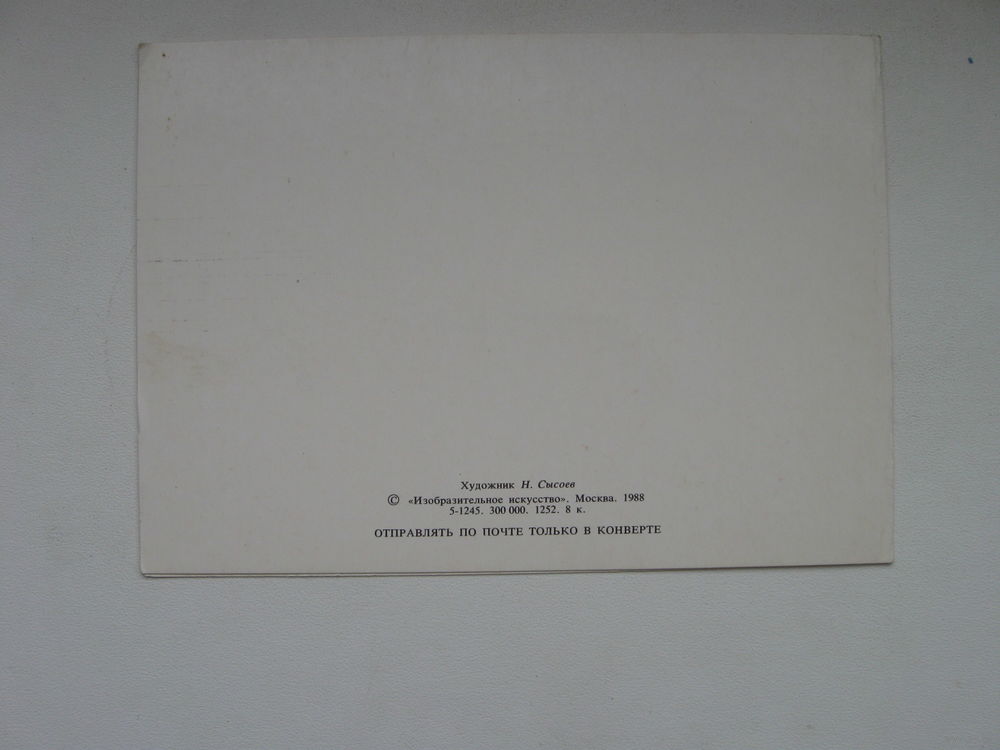 Художник Н. Сысоев
© «Изобразительное искусство». Москва. 1988
5-1245. 300 000. 1252. 8 к.
ОТПРАВЛЯТЬ ПО ПОЧТЕ ТОЛЬКО В КОНВЕРТЕ